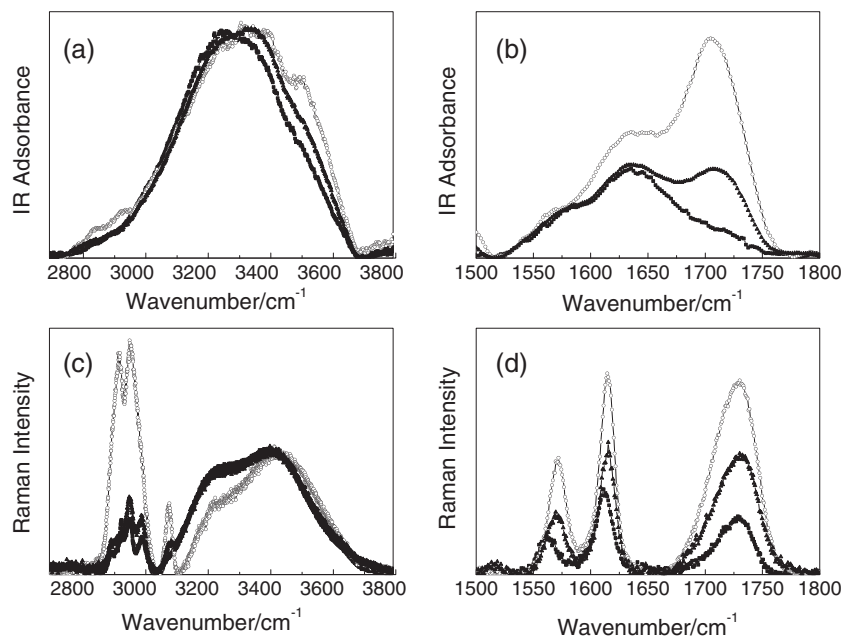 (a)
IR Adsorbance
2800 3000 3200 3400 3600 3800
Wavenumber/cm-1
(b)
IR Adsorbance
1500 1550 1600 1650 1700 1750 1800
Wavenumber/cm-1
(c)
Raman Intensity
2800 3000 3200 3400 3600 3800
Wavenumber/cm-1
(d)
Raman Intensity
1500 1550 1600 1650 1700 1750 1800
Wavenumber/cm-1